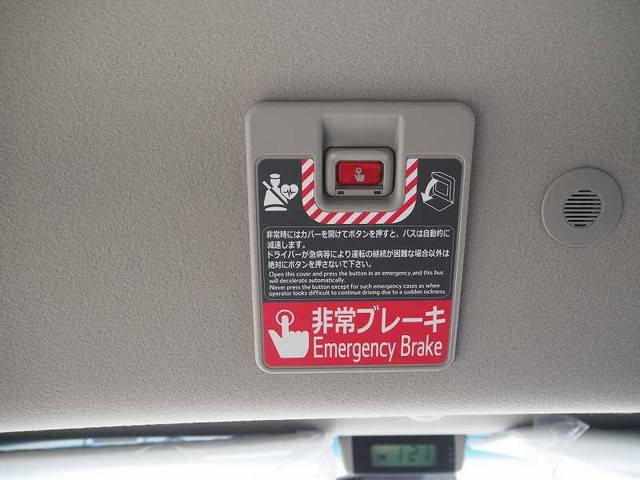 非常時にはカバーを開けてボタンを押すと、バスは自動的に
減速します。
ドライバーが急病等により運転の継続が困難な場合以外は
絶対にボタンを押さないで下さい。
Open this cover and press the button in an emergency,and this bus
will decelerate automatically.
Never press the button except for such emergency cases as when
operator looks difficult to continue driving due to a sudden sickness.
非常ブレーキ
Emergency Brake
121